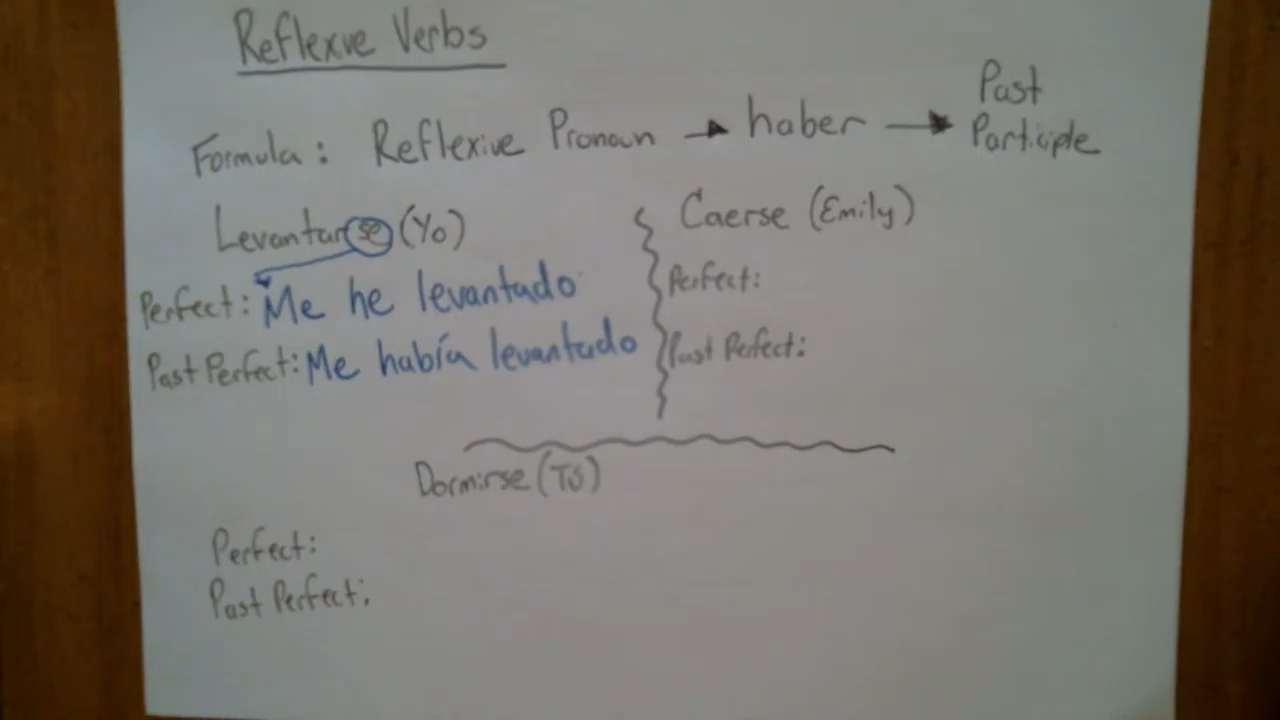 Reflexive Verbs
Formula: Reflexive Pronoun → haber → Past Participle
Levantarse (Yo)
Perfect: Me he levantado
Past Perfect: Me había levantado
Caerse (Emily)
Perfect:
Past Perfect:
Dormirse (Tú)
Perfect:
Past Perfect: